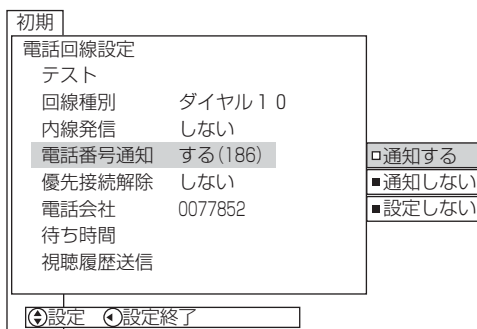 初期
電話回線設定
テスト
回線種別 ダイヤル10
内線発信 しない
電話番号通知 する(186)
優先接続解除 しない
電話会社 0077852
待ち時間
視聴履歴送信
通知する
通知しない
設定しない
設定 設定終了